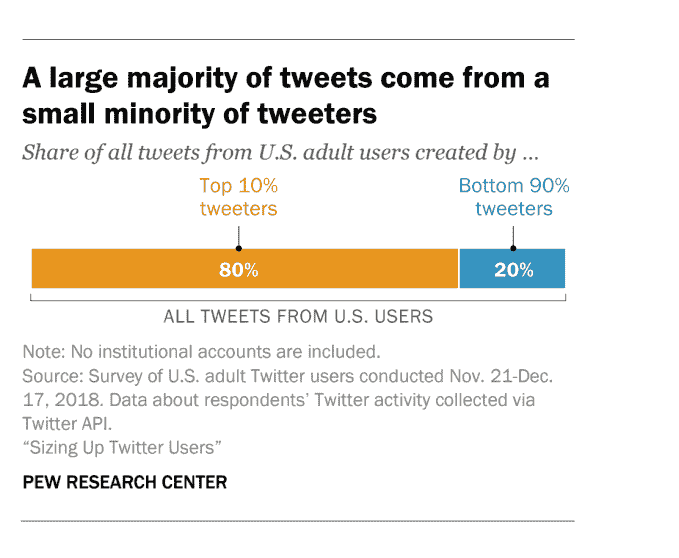 A large majority of tweets come from a
small minority of tweeters
Share of all tweets from U.S. adult users created by ...
Top 10%
tweeters
Bottom 90%
tweeters
80%
20%
ALL TWEETS FROM U.S. USERS
Note: No institutional accounts are included.
Source: Survey of U.S. adult Twitter users conducted Nov. 21-Dec.
17, 2018. Data about respondents’ Twitter activity collected via
Twitter API.
“Sizing Up Twitter Users”
PEW RESEARCH CENTER